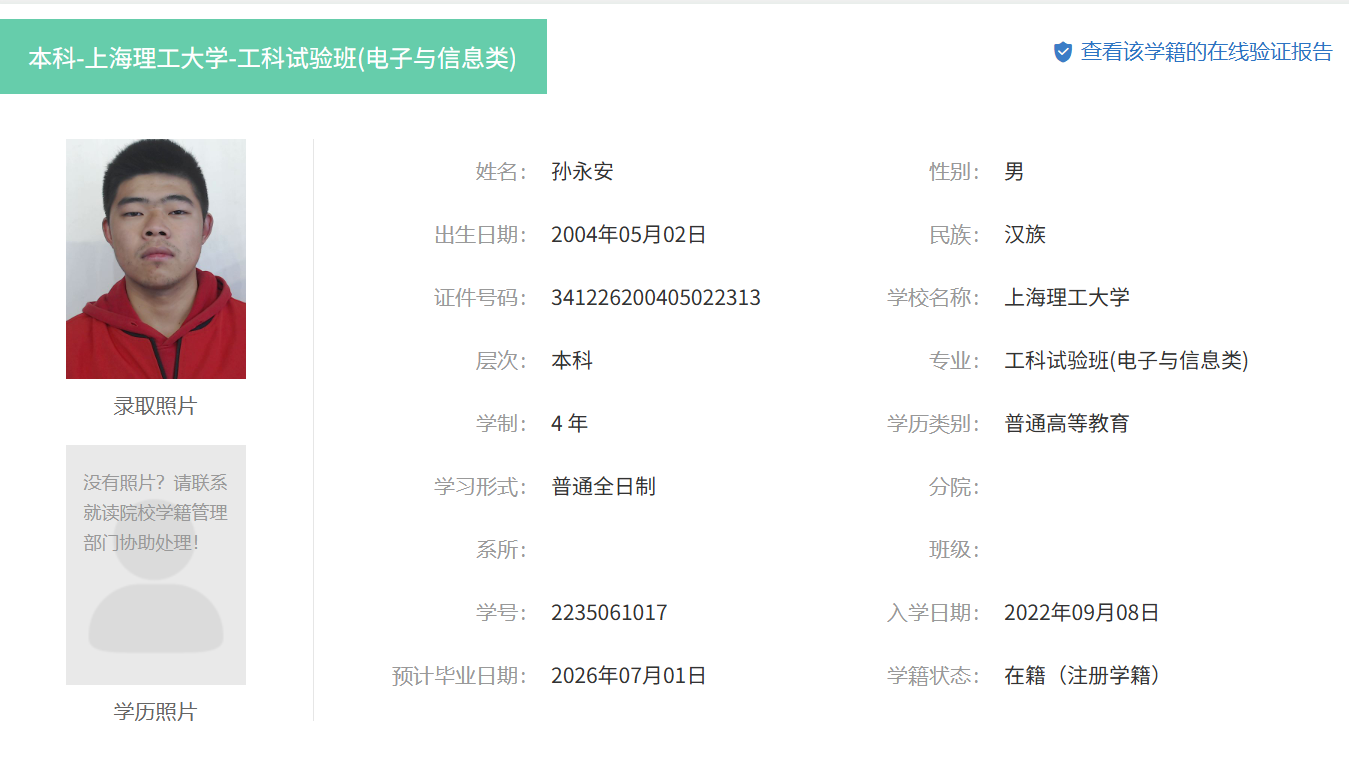 本科-上海理工大学-工科试验班(电子与信息类)
查看该学籍的在线验证报告
姓名： 孙永安 性别： 男
出生日期： 2004年05月02日 民族： 汉族
证件号码： 341226200405022313 学校名称： 上海理工大学
层次： 本科 专业： 工科试验班(电子与信息类)
录取照片
学制： 4 年 学历类别： 普通高等教育
没有照片？请联系
就读院校学籍管理
部门协助处理！
学习形式： 普通全日制 分院：
系所： 班级：
学号： 2235061017 入学日期： 2022年09月08日
预计毕业日期： 2026年07月01日 学籍状态： 在籍（注册学籍）
学历照片